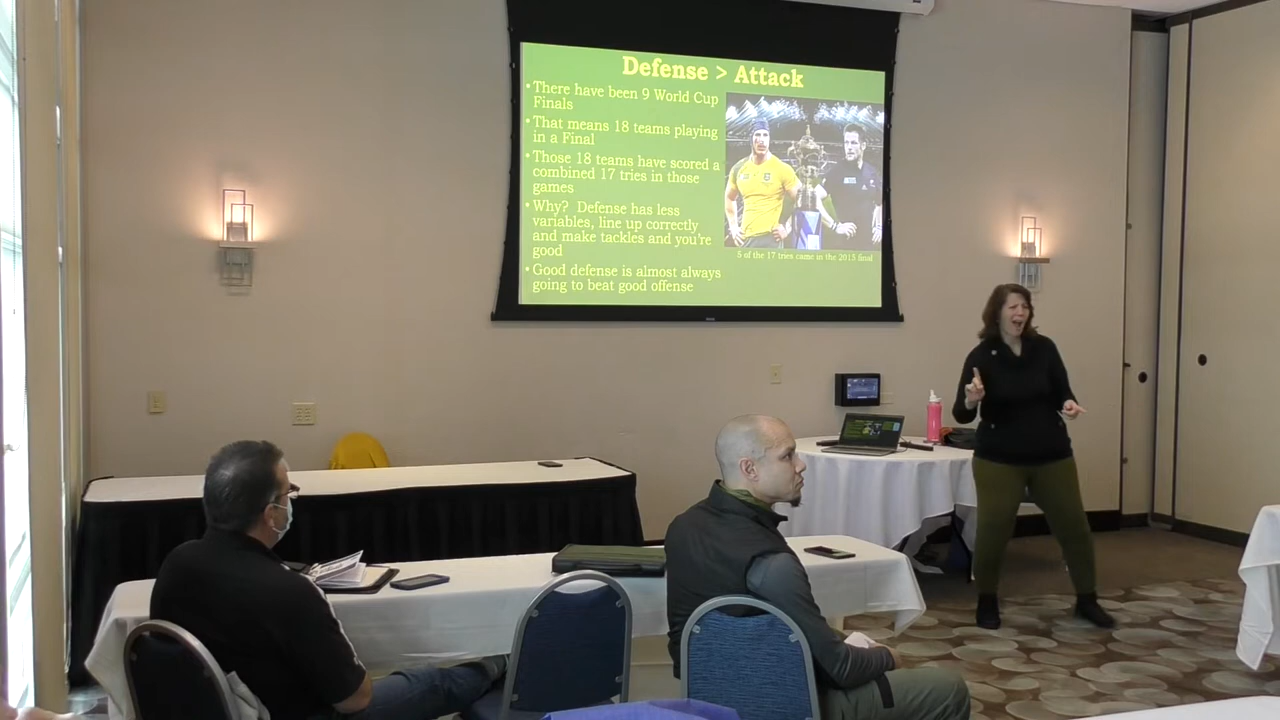 Defense > Attack
• There have been 9 World Cup
Finals
• That means 18 teams playing
in a Final
• Those 18 teams have scored a
combined 17 tries in those
games
• Why? Defense has less
variables, line up correctly
and make tackles and you're
good
• Good defense is almost always
going to beat good offense
5 of the 17 tries came in the 2015 final